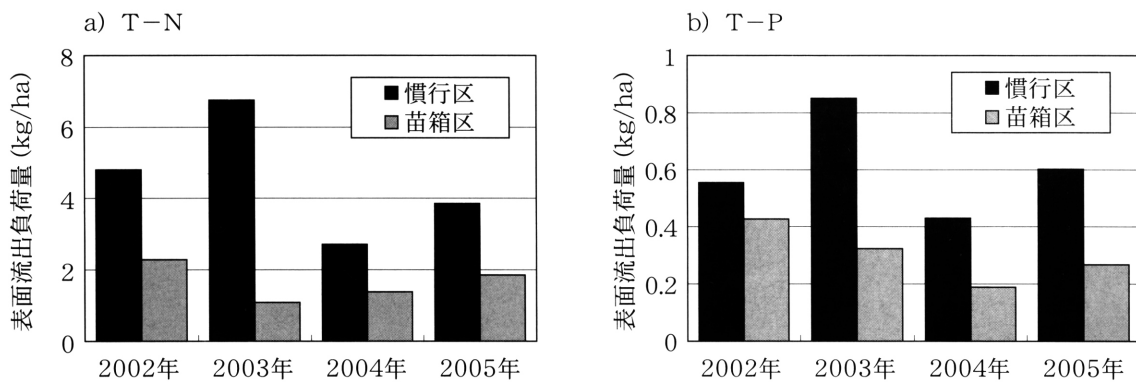 a) T－N
表面流出負荷量 (kg/ha)
8
6
4
2
0
慣行区
苗箱区
2002年 2003年 2004年 2005年
b) T－P
表面流出負荷量 (kg/ha)
1
0.8
0.6
0.4
0.2
0
慣行区
苗箱区
2002年 2003年 2004年 2005年